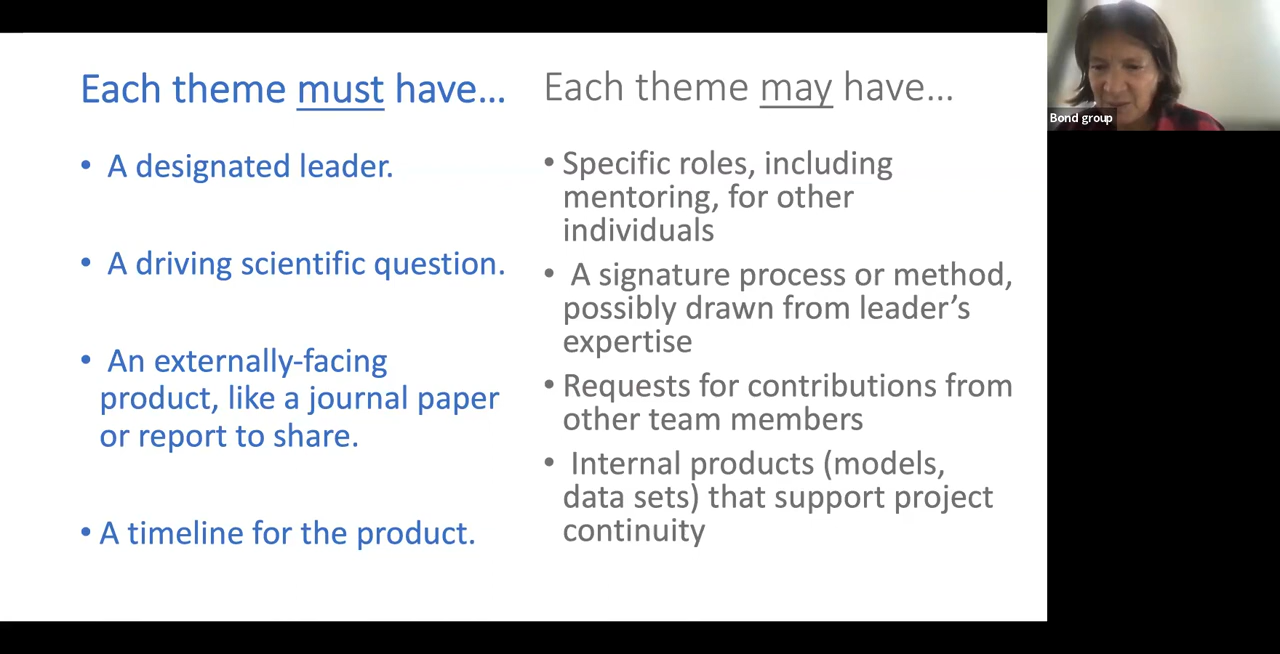 Each theme must have...
• A designated leader.
• A driving scientific question.
• An externally-facing
product, like a journal paper
or report to share.
• A timeline for the product.
Each theme may have...
• Specific roles, including
mentoring, for other
individuals
• A signature process or method,
possibly drawn from leader’s
expertise
• Requests for contributions from
other team members
• Internal products (models,
data sets) that support project
continuity
Bond group